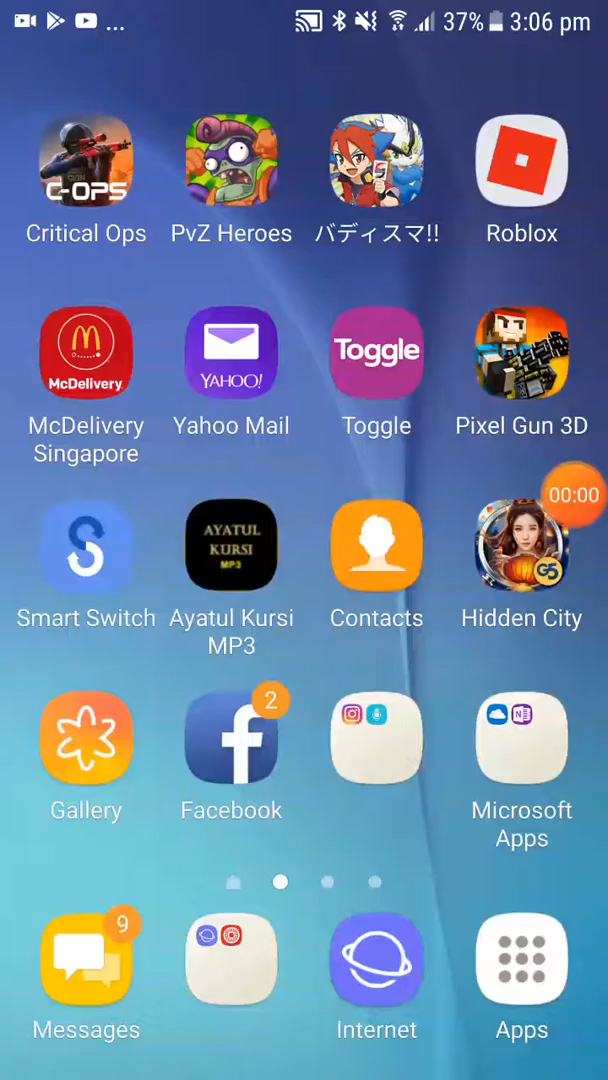 ... 37% 3:06 pm
C-OPS
Critical Ops PvZ Heroes バディスマ!! Roblox
McDelivery YAHOO! Toggle
McDelivery Singapore
Yahoo Mail Toggle Pixel Gun 3D
00:00
AYATUL
KURSI
MP3
G5
Smart Switch Ayatul Kursi MP3 Contacts Hidden City
2
Gallery Facebook Microsoft Apps
9
Messages Internet Apps